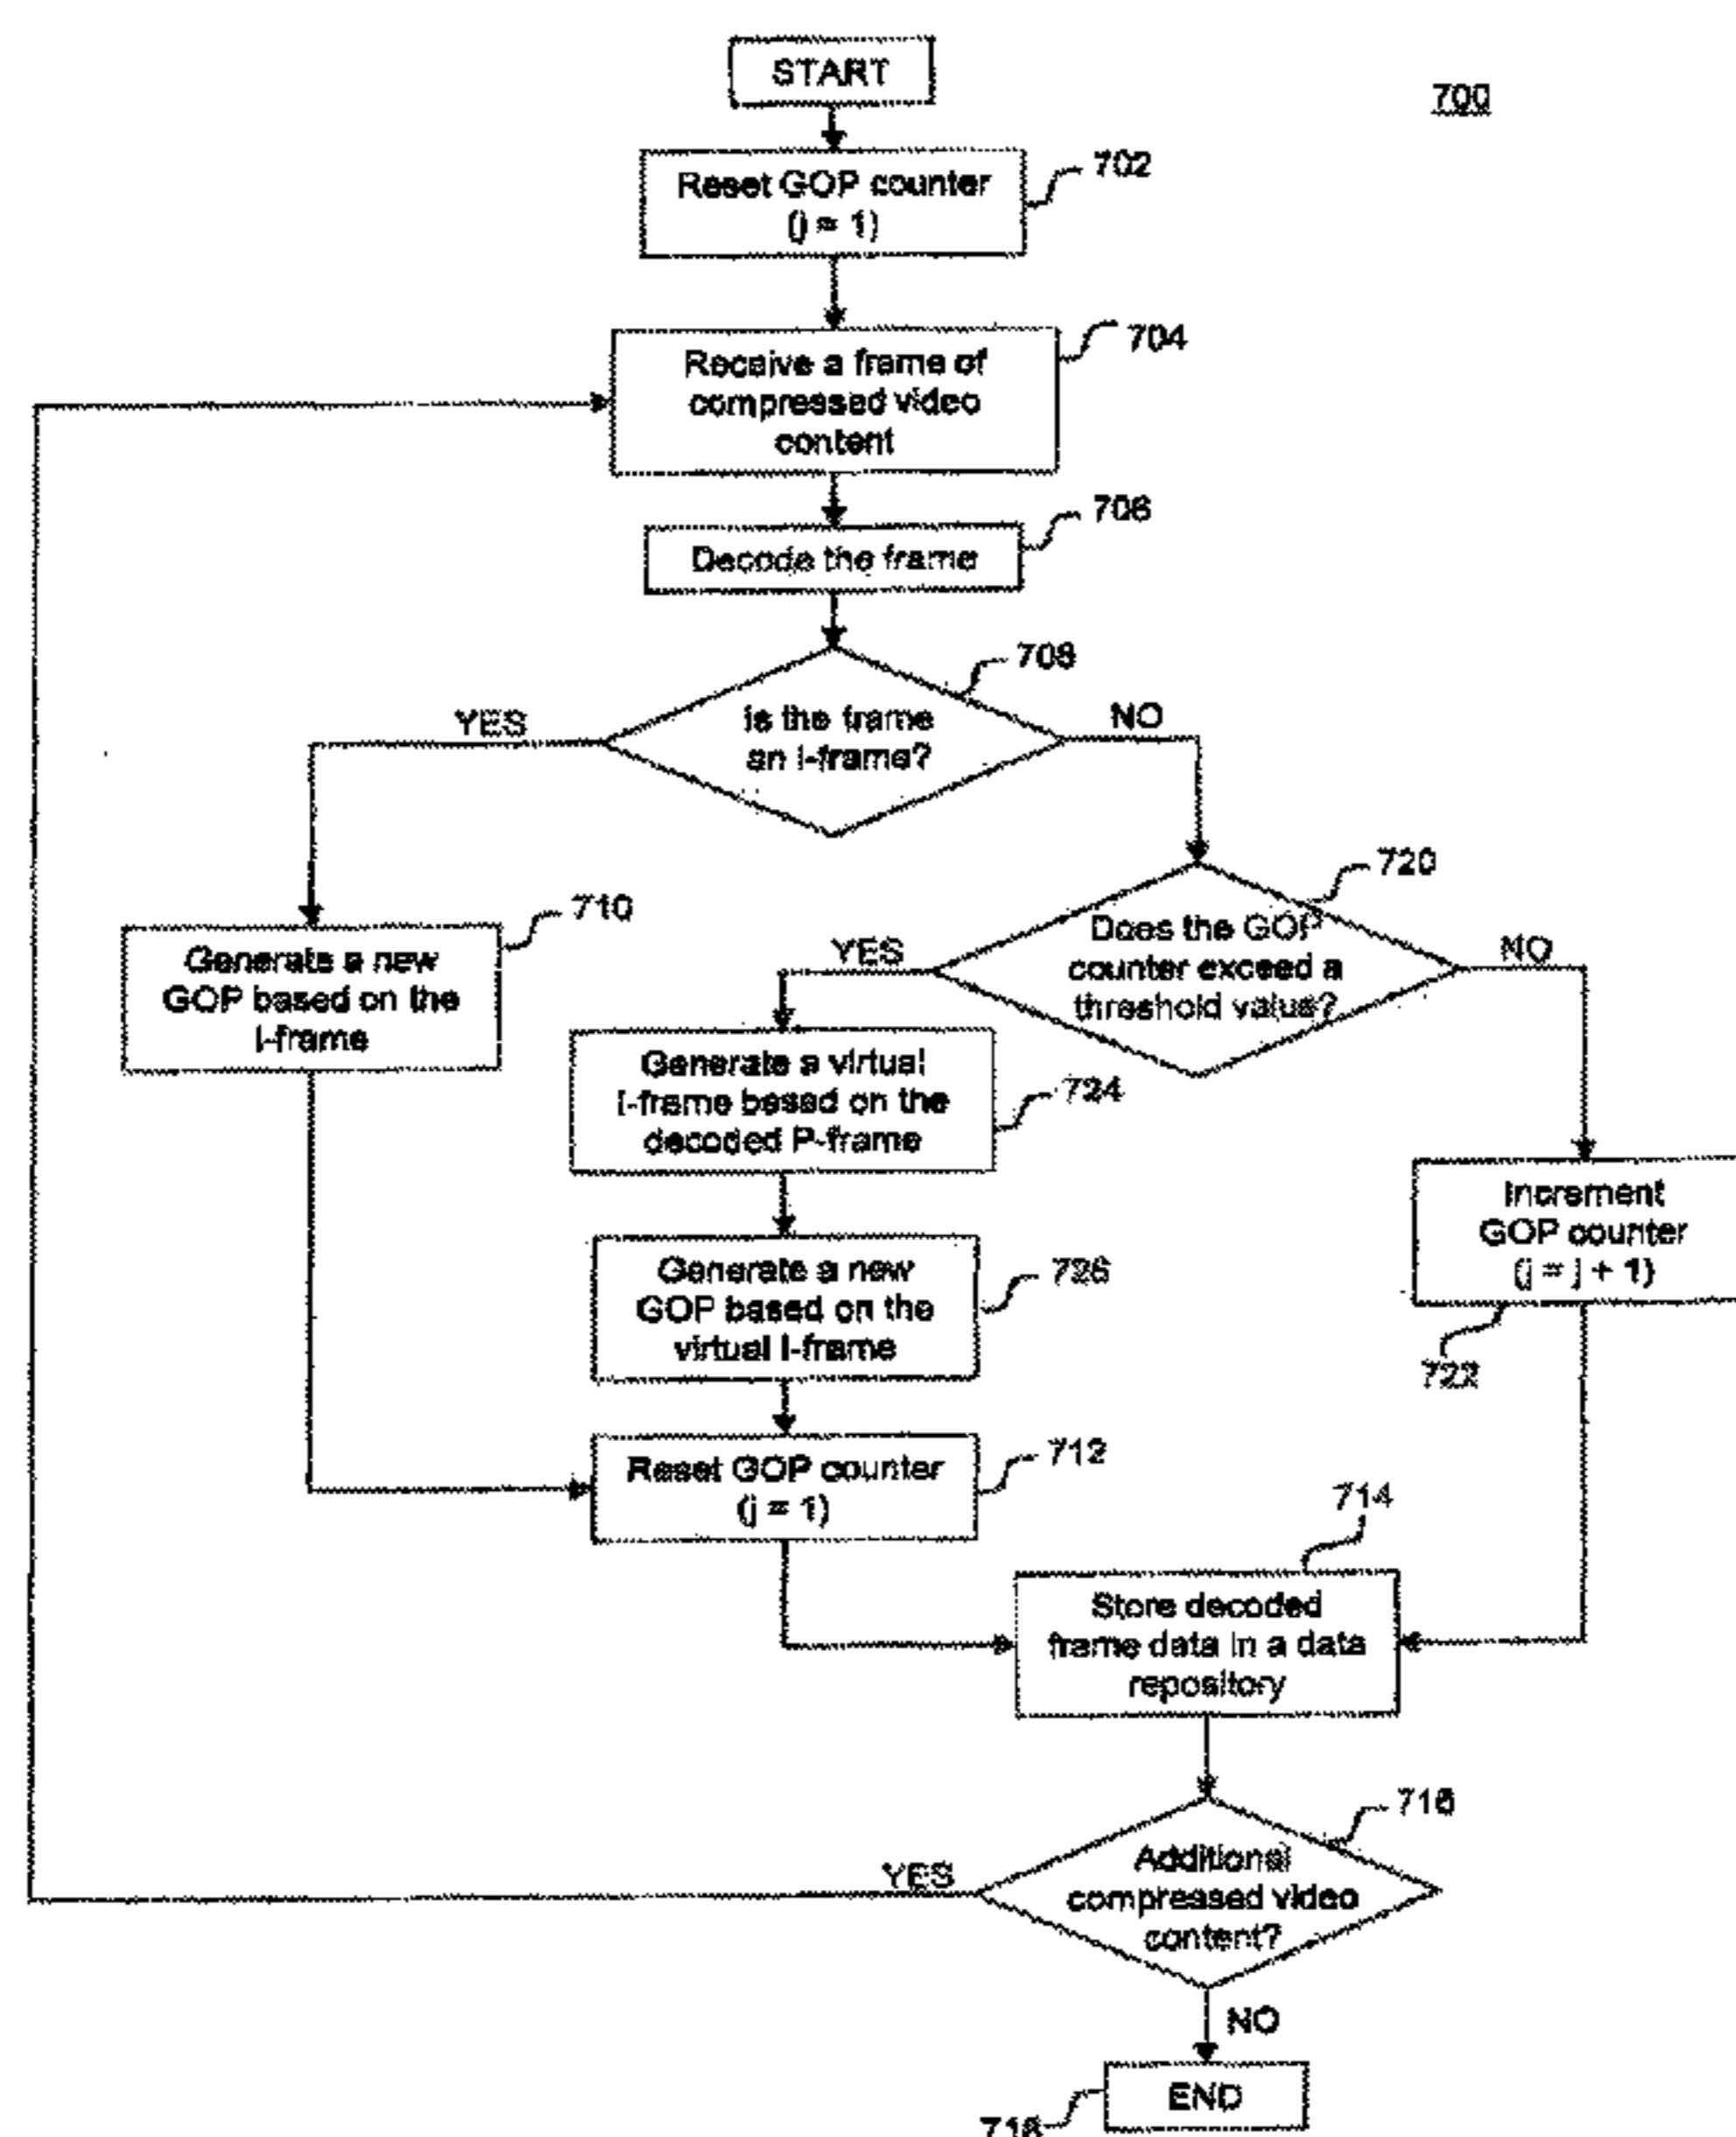 START
700
Reset GOP counter
(j = 1)
702
Receive a frame of
compressed video
content
704
Decode the frame
706
Is the frame
an I-frame?
708
YES
NO
Generate a new
GOP based on the
I-frame
710
Does the GOP
counter exceed a
threshold value?
720
YES
NO
Generate a virtual
I-frame based on the
decoded P-frame
724
Increment
GOP counter
(j = j + 1)
722
Generate a new
GOP based on the
virtual I-frame
726
Reset GOP counter
(j = 1)
712
Store decoded
frame data in a data
repository
714
Additional
compressed video
content?
716
YES
NO
END
718